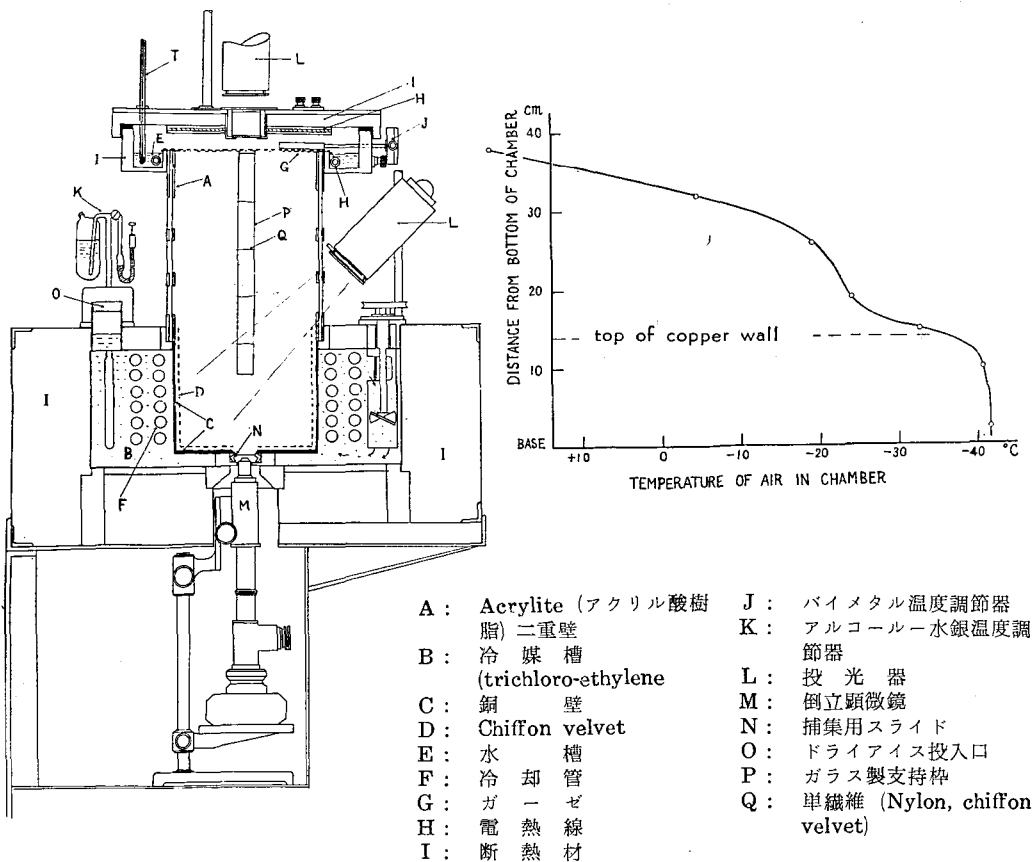 T
L
I
H
J
E
I
G
H
A
K
P
Q
L
O
D
I
C
N
B
I
F
M
DISTANCE FROM BOTTOM OF CHAMBER
cm
40
30
20
top of copper wall
10
BASE
+10 0 -10 -20 -30 -40 °C
TEMPERATURE OF AIR IN CHAMBER
A : Acrylite (アクリル酸樹
脂) 二重壁
B : 冷媒槽
(trichloro-ethylene
C : 銅壁
D : Chiffon velvet
E : 水槽
F : 冷却管
G : ガーゼ
H : 電熱線
I : 断熱材
J : バイメタル温度調節器
K : アルコールー水銀温度調
節器
L : 投光器
M : 倒立顕微鏡
N : 捕集用スライド
O : ドライアイス投入口
P : ガラス製支持枠
Q : 単繊維 (Nylon, chiffon
velvet)